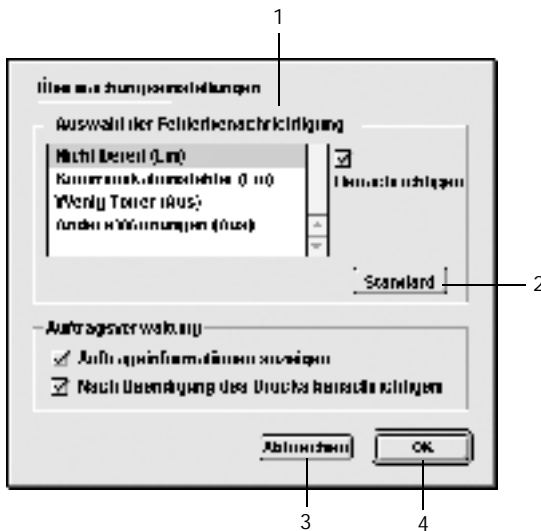 1
Überwachungseinstellungen
Auswahl der Fehlerbenachrichtigung
Nicht bereit (Ein)
Kommunikationsfehler (Ein)
Wenig Toner (Aus)
Andere Warnungen (Aus)
Benachrichtigen
Standard
2
Auftragsverwaltung
Auftragsinformationen anzeigen
Nach Beendigung des Drucks benachrichtigen
Abbrechen
OK
3
4